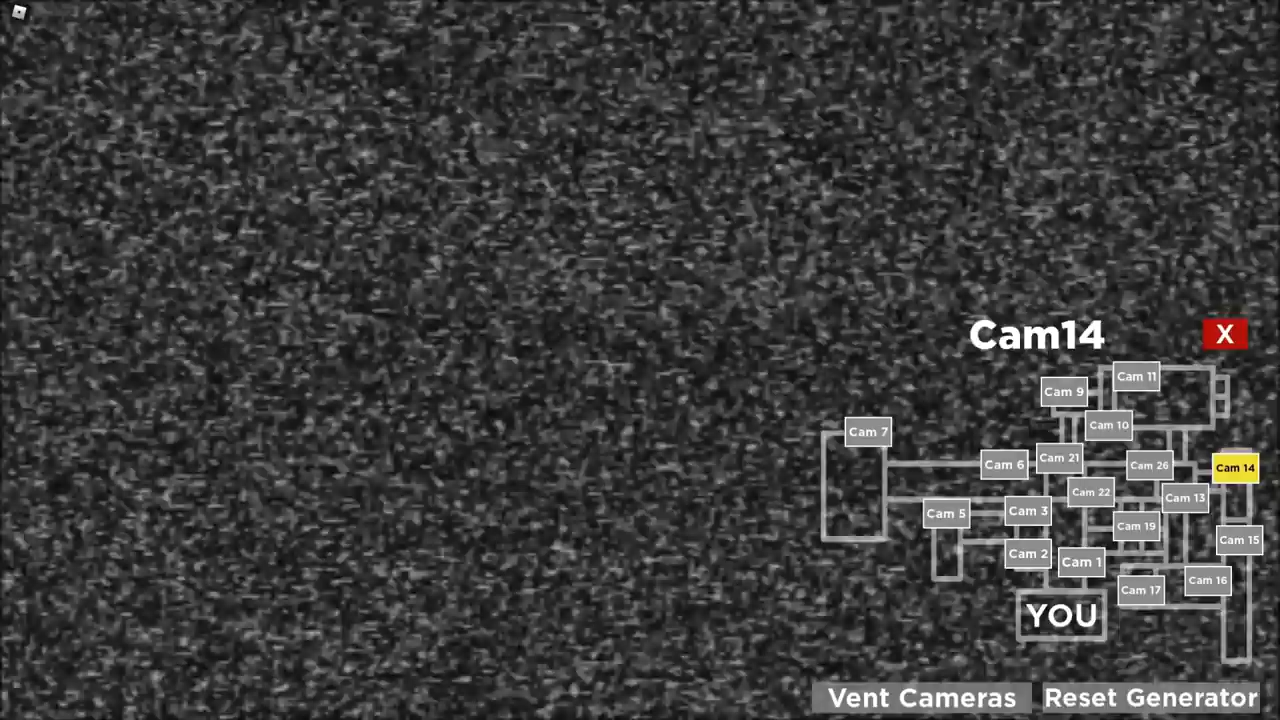 Cam14
X
Cam 11
Cam 9
Cam 10
Cam 7
Cam 21
Cam 6
Cam 26
Cam 14
Cam 22
Cam 13
Cam 5
Cam 3
Cam 19
Cam 15
Cam 2
Cam 1
Cam 16
Cam 17
YOU
Vent Cameras
Reset Generator